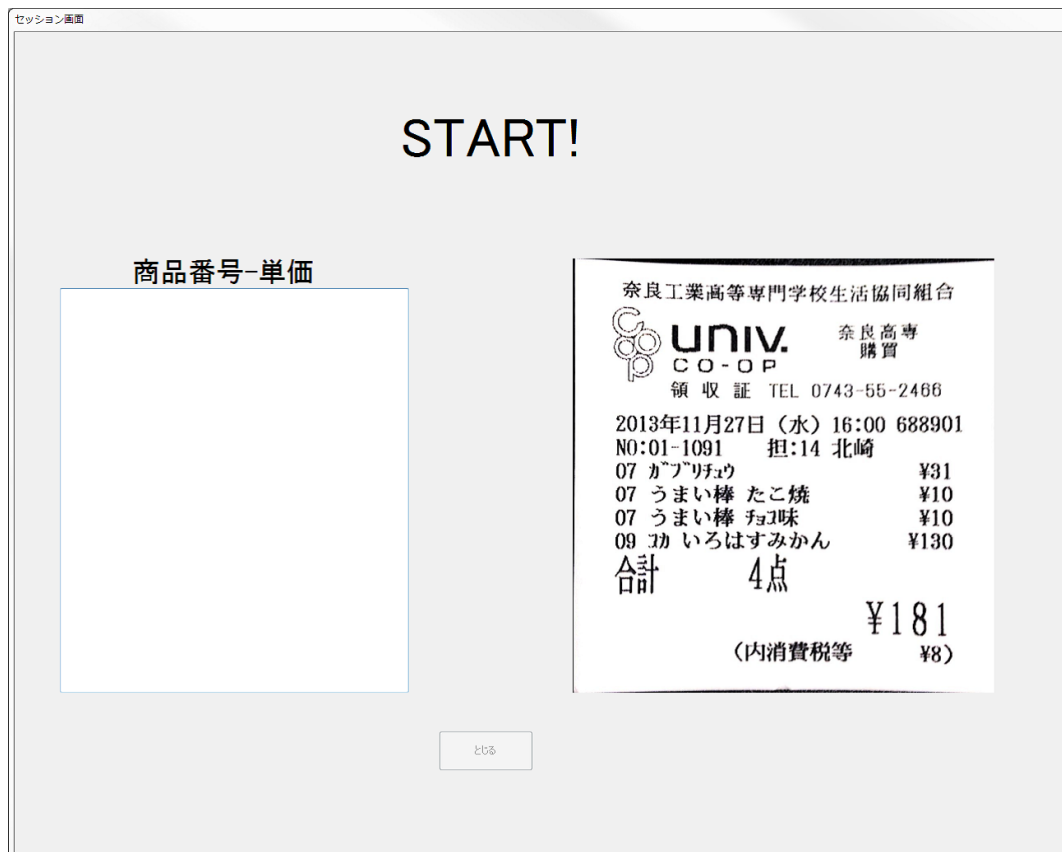 セッション画面
START!
商品番号-単価
奈良工業高等専門学校生活協同組合
Coop
univ.
CO-OP
奈良高専
購買
領収証 TEL 0743-55-2466
2013年11月27日(水)16:00 688901
NO:01-1091 担:14 北崎
07 ガブリチュウ ¥31
07 うまい棒 たこ焼 ¥10
07 うまい棒 チョコ味 ¥10
09 コカ いろはすみかん ¥130
合計 4点
¥181
(内消費税等 ¥8)
とじる